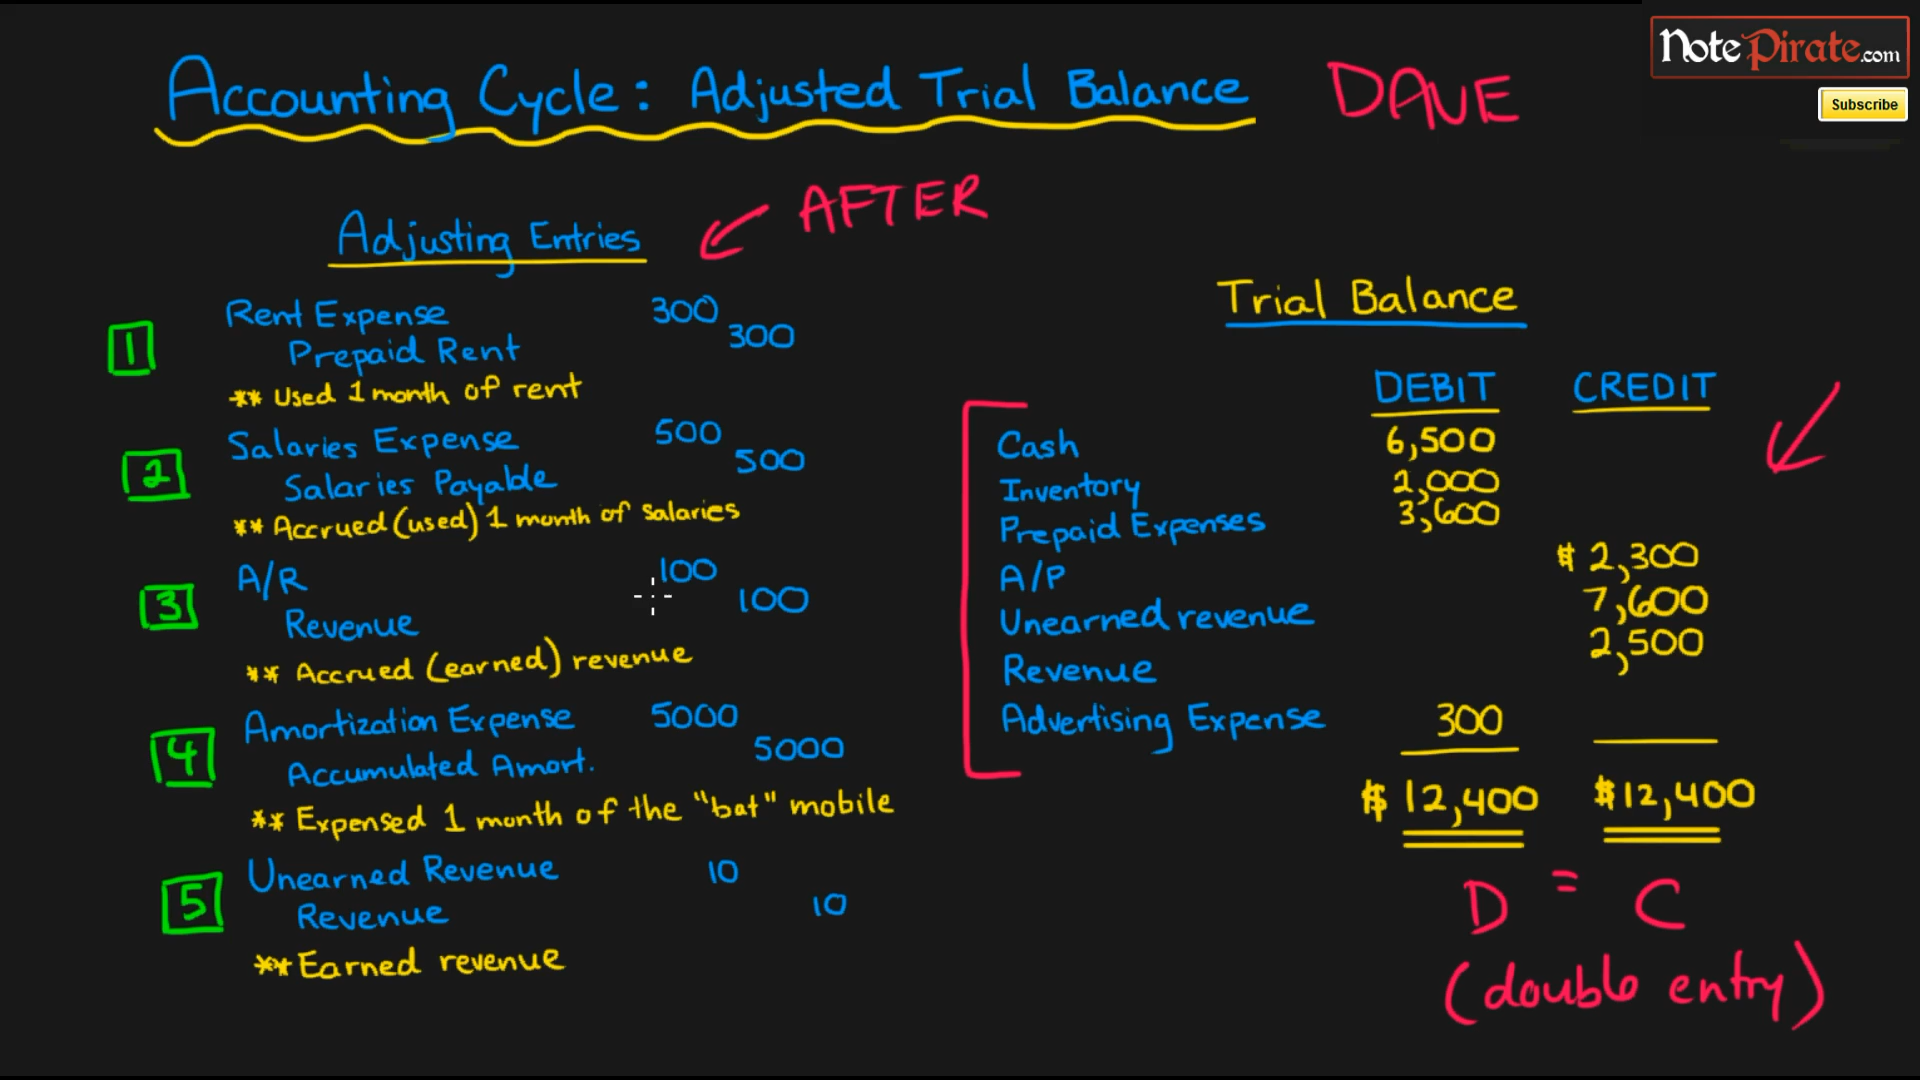 NotePirate.com
Subscribe
Accounting Cycle: Adjusted Trial Balance
DAVE
AFTER
Adjusting Entries
1
Rent Expense 300
Prepaid Rent 300
** Used 1 month of rent
2
Salaries Expense 500
Salaries Payable 500
** Accrued (used) 1 month of salaries
3
A/R 100
Revenue 100
** Accrued (earned) revenue
4
Amortization Expense 5000
Accumulated Amort. 5000
** Expensed 1 month of the "bat" mobile
5
Unearned Revenue 10
Revenue 10
** Earned revenue
Trial Balance
DEBIT CREDIT
Cash 6,500
Inventory 2,000
Prepaid Expenses 3,600
A/P $ 2,300
Unearned revenue 7,600
Revenue 2,500
Advertising Expense 300
$ 12,400 $12,400
D = C
(double entry)